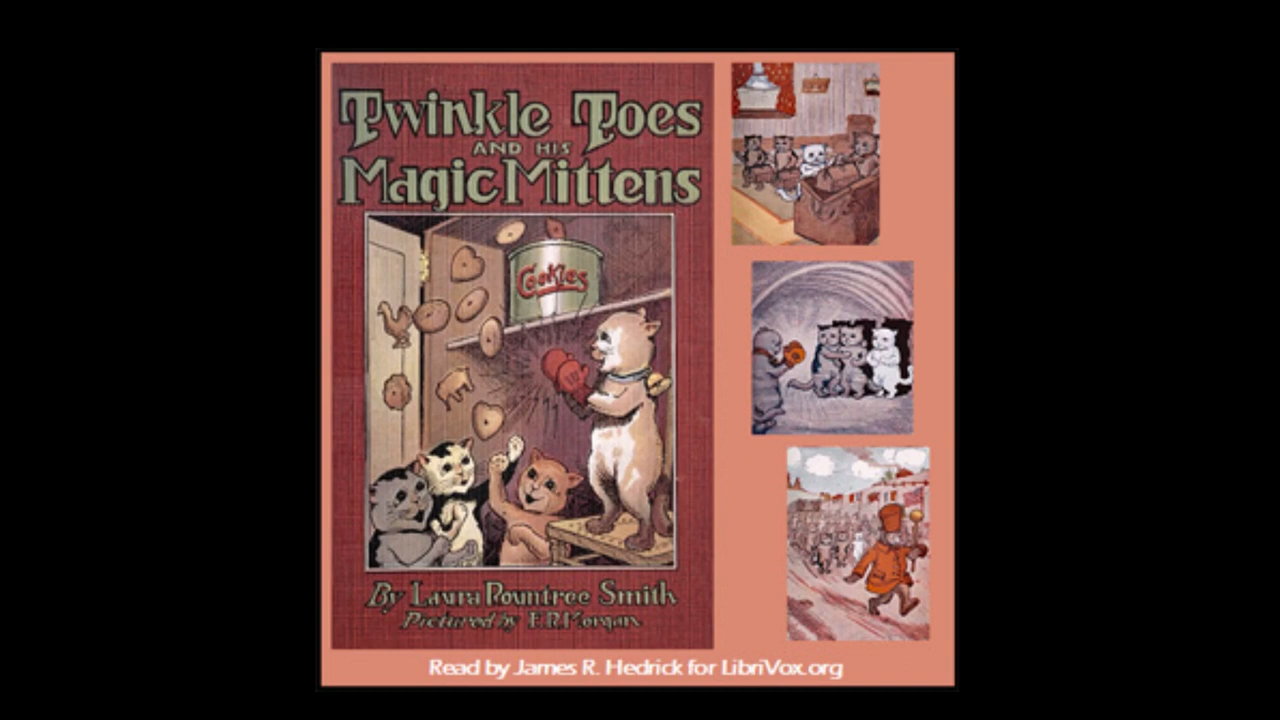 Twinkle Toes
AND HIS
Magic Mittens
Cookies
By Laura Rountree Smith
Pictured by F.R.Morgan
Read by James R. Hedrick for LibriVox.org